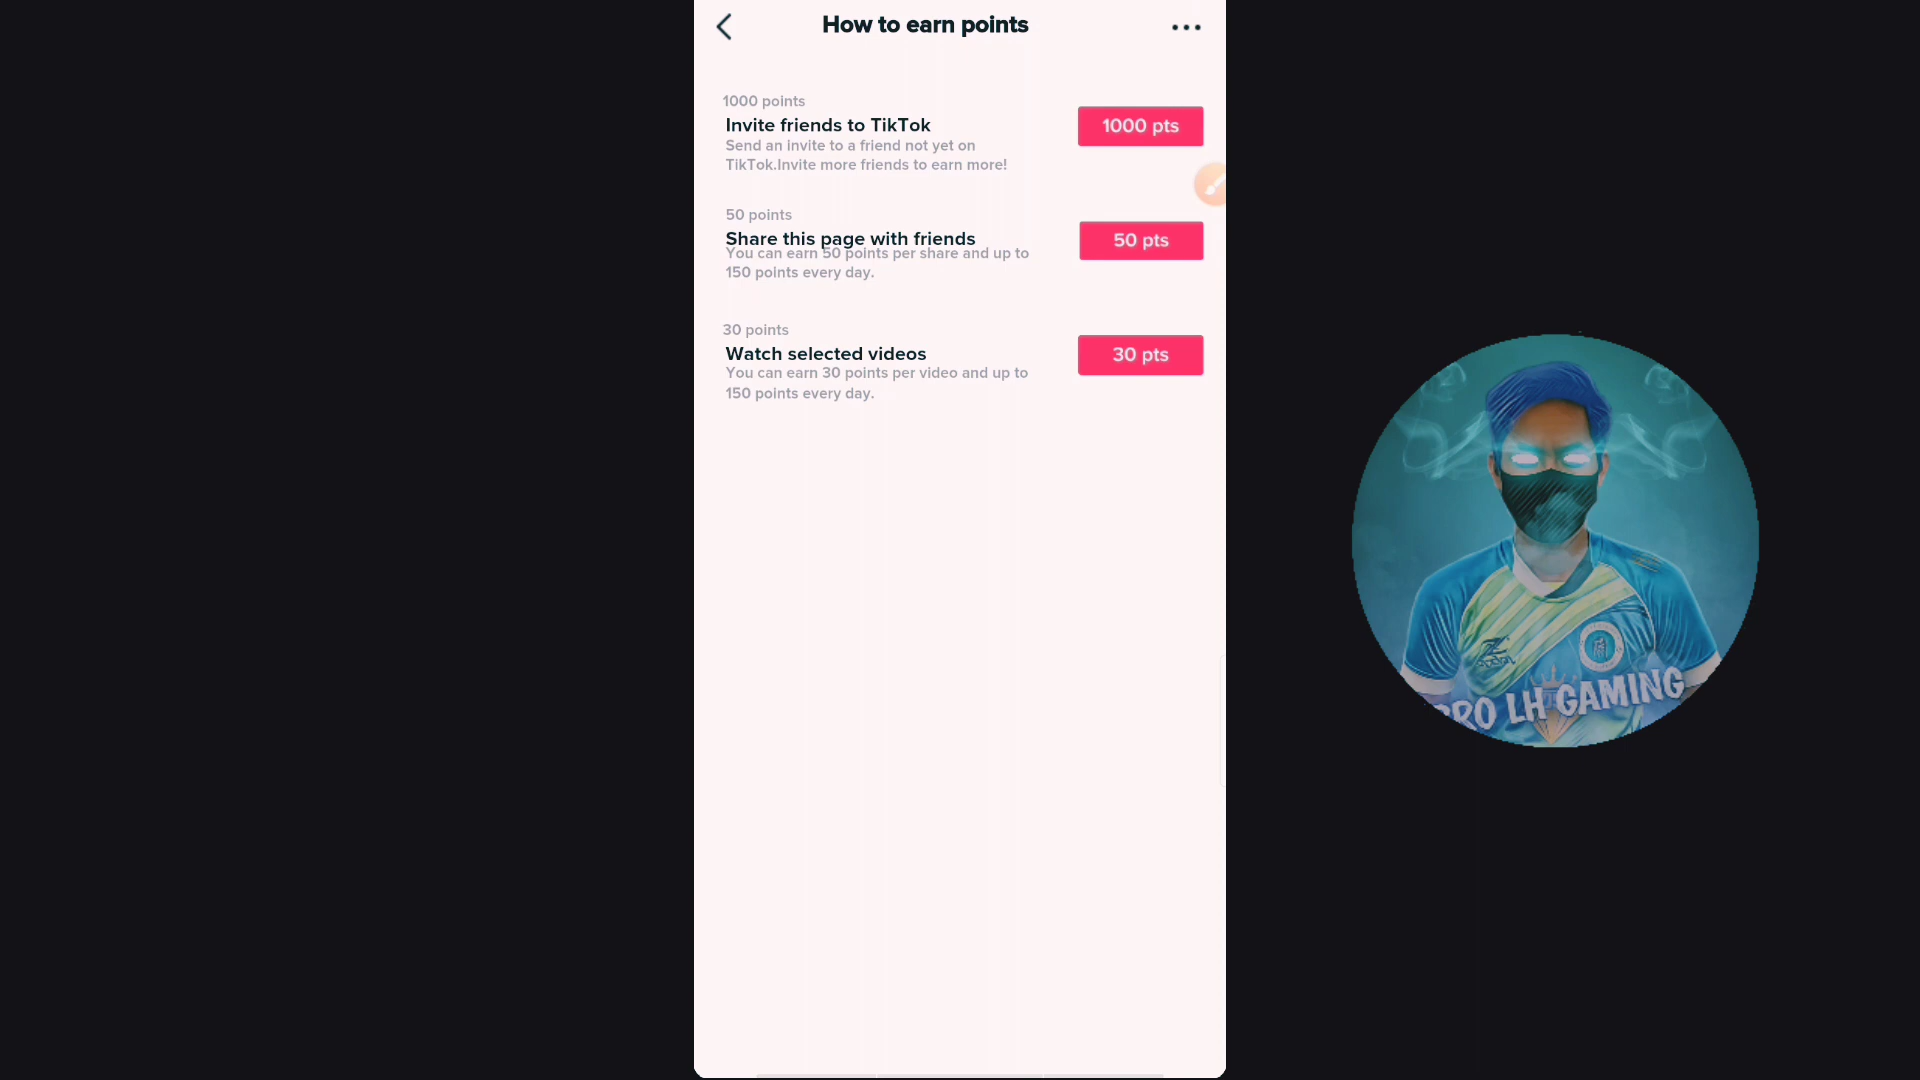 How to earn points
1000 points
Invite friends to TikTok
Send an invite to a friend not yet on
TikTok.Invite more friends to earn more!
1000 pts
50 points
Share this page with friends
You can earn 50 points per share and up to
150 points every day.
50 pts
30 points
Watch selected videos
You can earn 30 points per video and up to
150 points every day.
30 pts
LH GAMING